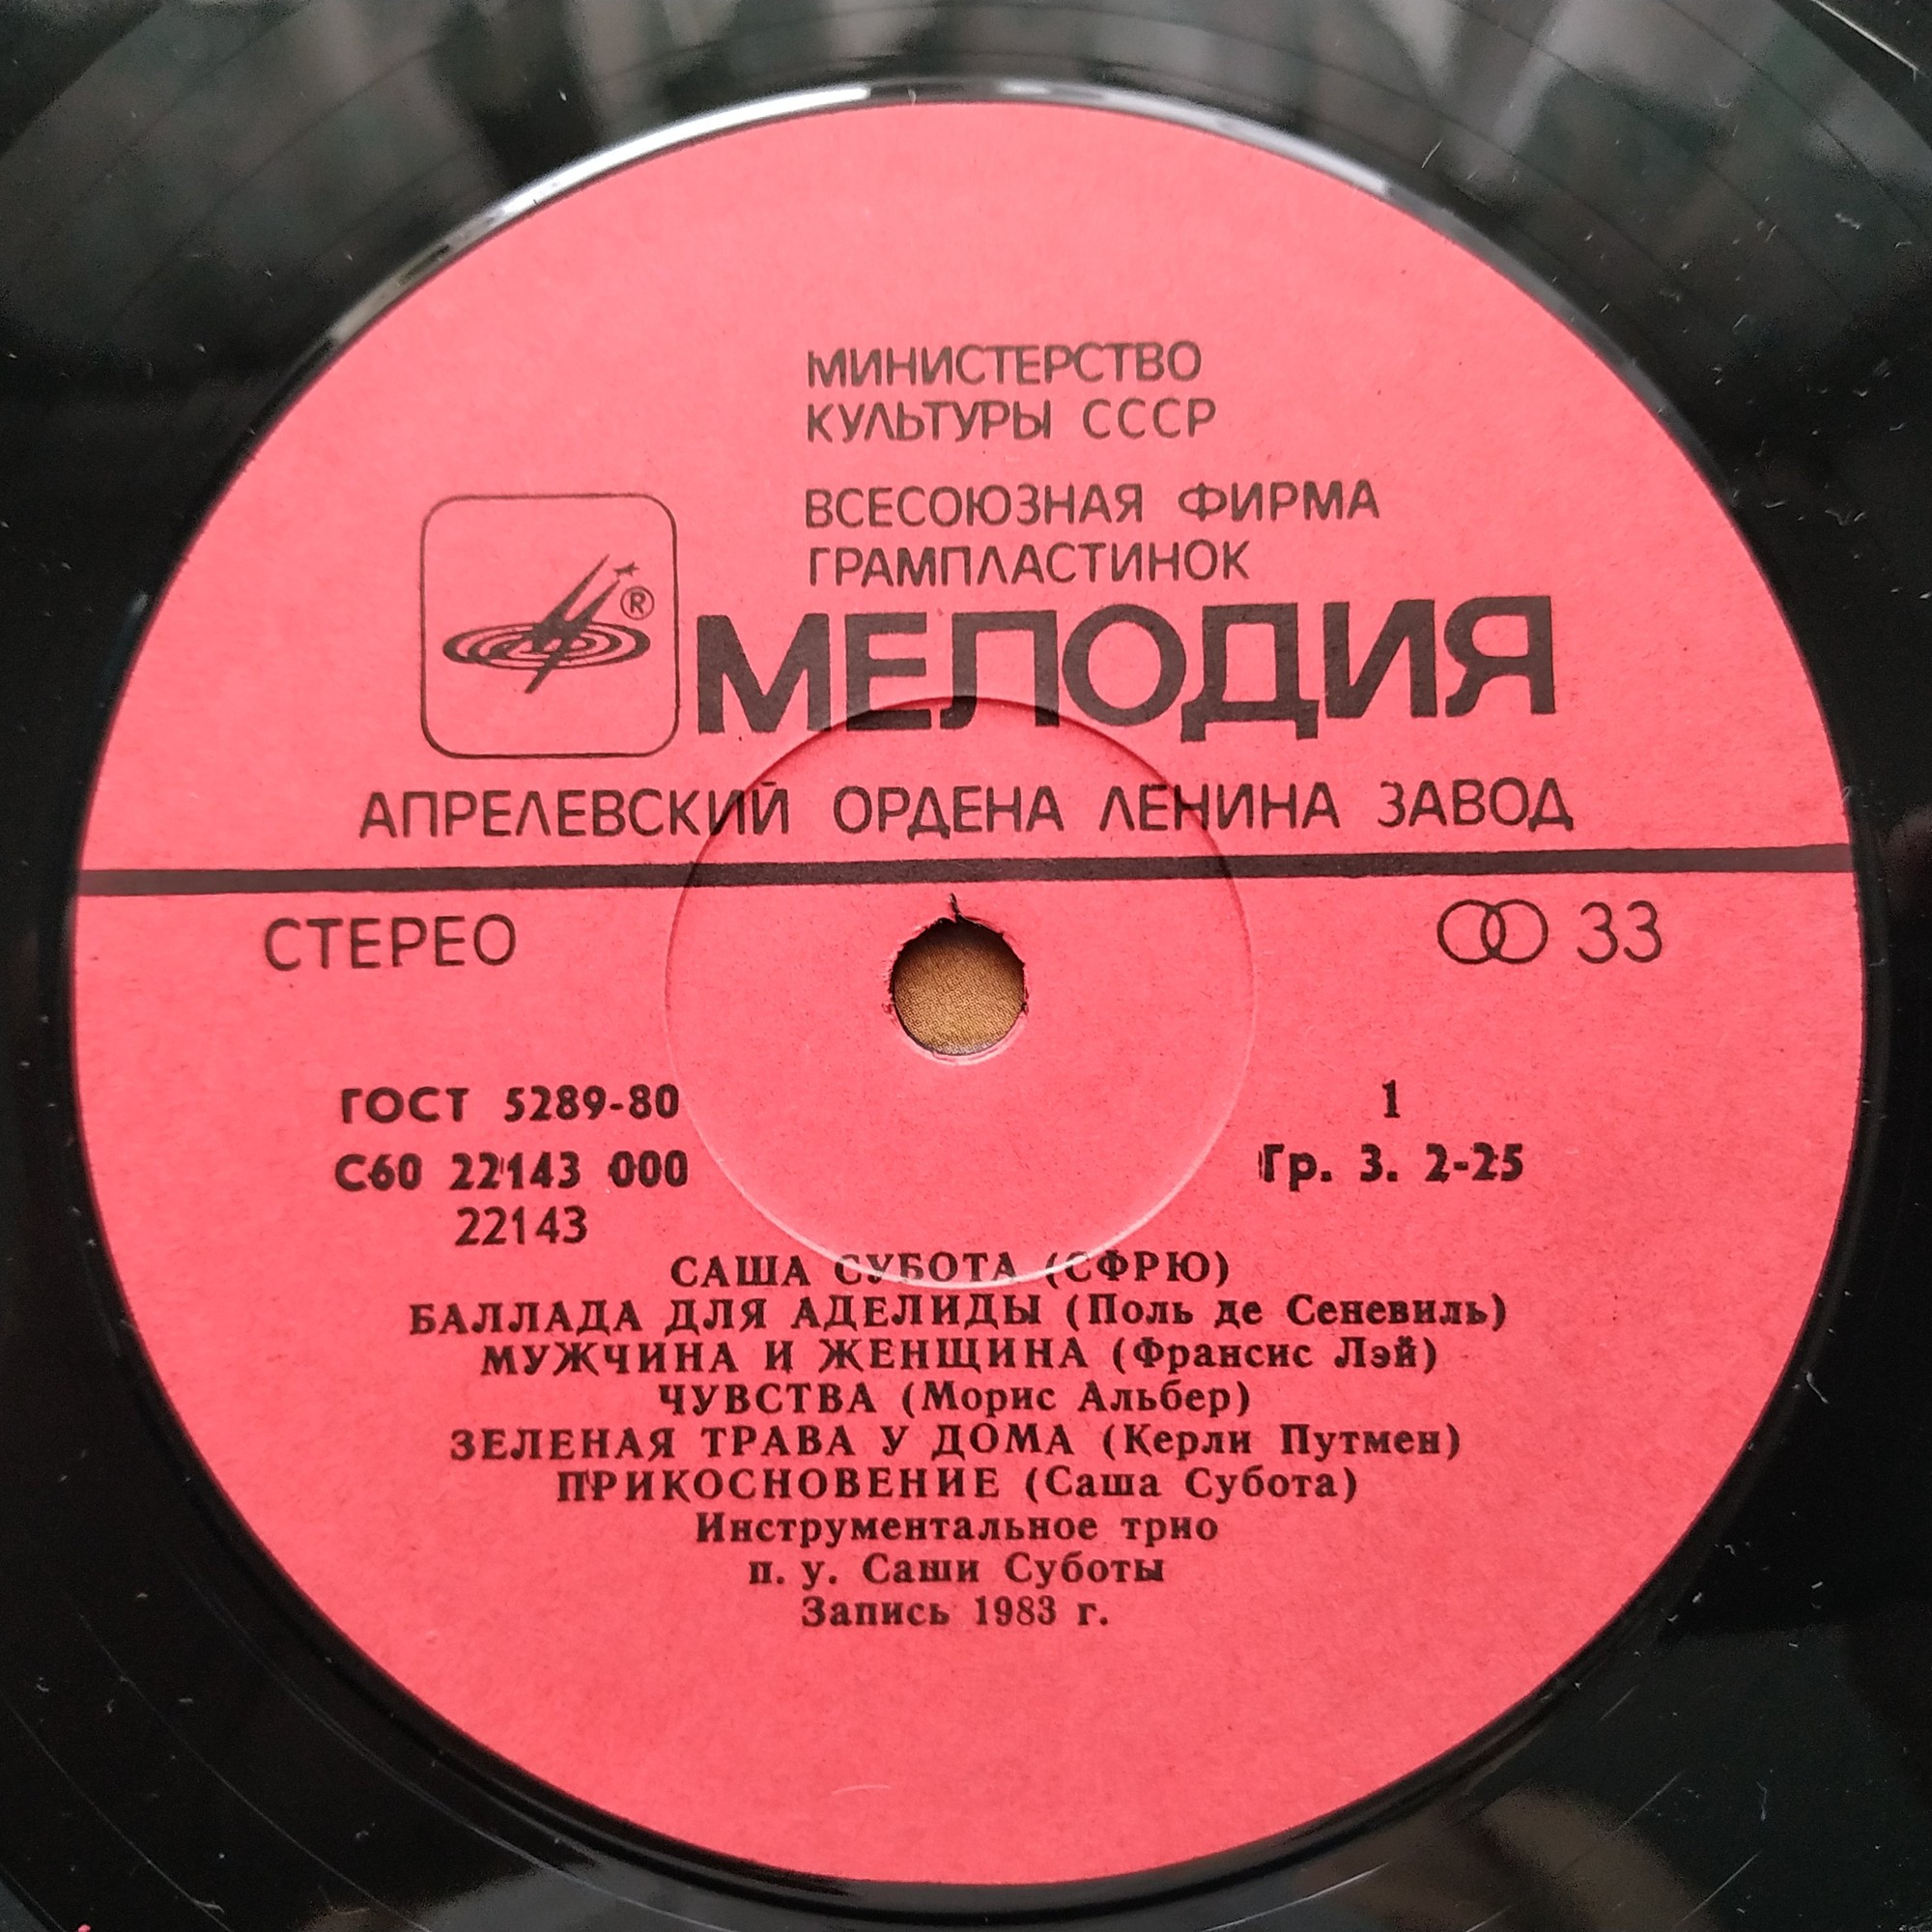 МИНИСТЕРСТВО
КУЛЬТУРЫ СССР
ВСЕСОЮЗНАЯ ФИРМА
ГРАМПЛАСТИНОК
®
МЕЛОДИЯ
АПРЕЛЕВСКИЙ ОРДЕНА ЛЕНИНА ЗАВОД
СТЕРЕО
33
ГОСТ 5289-80
1
С60 22143 000
Гр. 3. 2-25
22143
САША СУБОТА (СФРЮ)
БАЛЛАДА ДЛЯ АДЕЛИДЫ (Поль де Сеневиль)
МУЖЧИНА И ЖЕНЩИНА (Франсис Лэй)
ЧУВСТВА (Морис Альбер)
ЗЕЛЕНАЯ ТРАВА У ДОМА (Керли Путмен)
ПРИКОСНОВЕНИЕ (Саша Субота)
Инструментальное трио
п. у. Саши Суботы
Запись 1983 г.